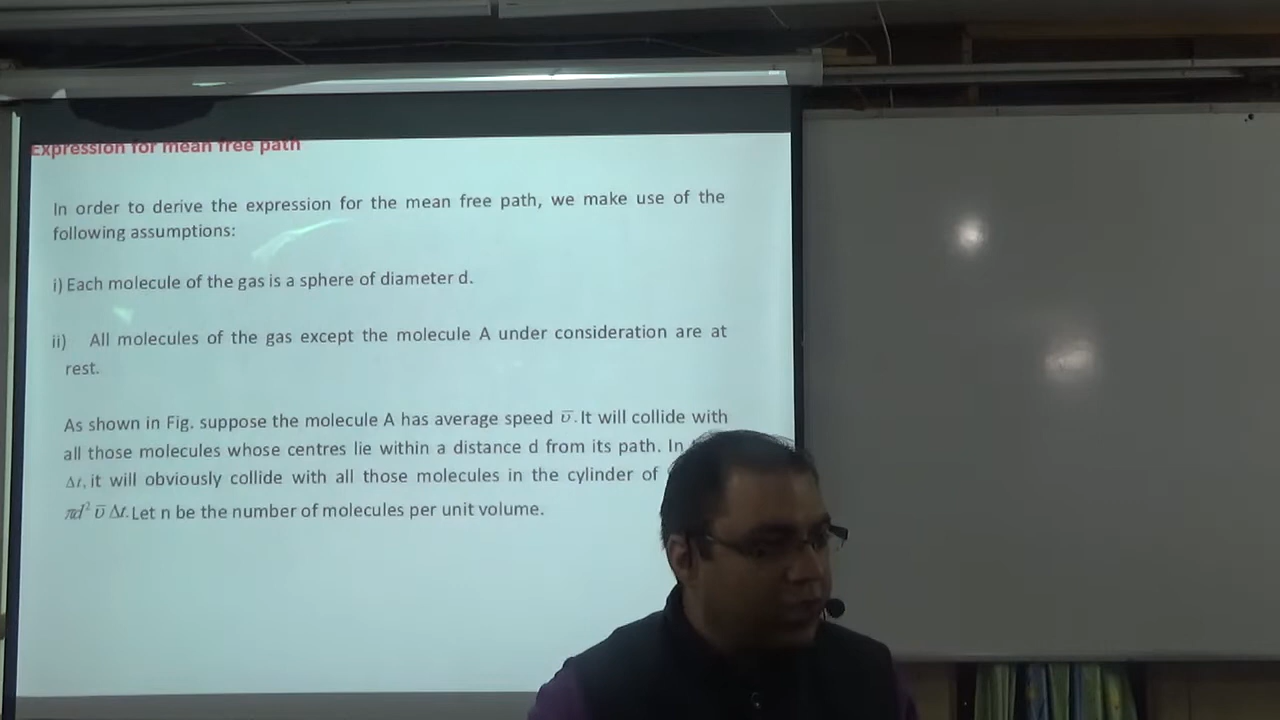 Expression for mean free path
In order to derive the expression for the mean free path, we make use of the
following assumptions:
i) Each molecule of the gas is a sphere of diameter d.
ii) All molecules of the gas except the molecule A under consideration are at
rest.
As shown in Fig. suppose the molecule A has average speed ῡ. It will collide with
all those molecules whose centres lie within a distance d from its path. In
Δt, it will obviously collide with all those molecules in the cylinder of
πd² ῡ Δt. Let n be the number of molecules per unit volume.